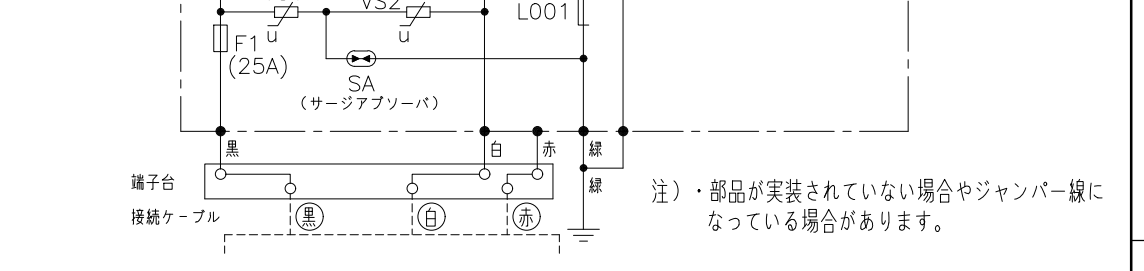 VS2
L001
u
u
F1
(25A)
SA
(サージアブソーバ)
黒
白
赤
緑
端子台
緑
接続ケーブル
黒
白
赤
注)・部品が実装されていない場合やジャンパー線に
なっている場合があります。